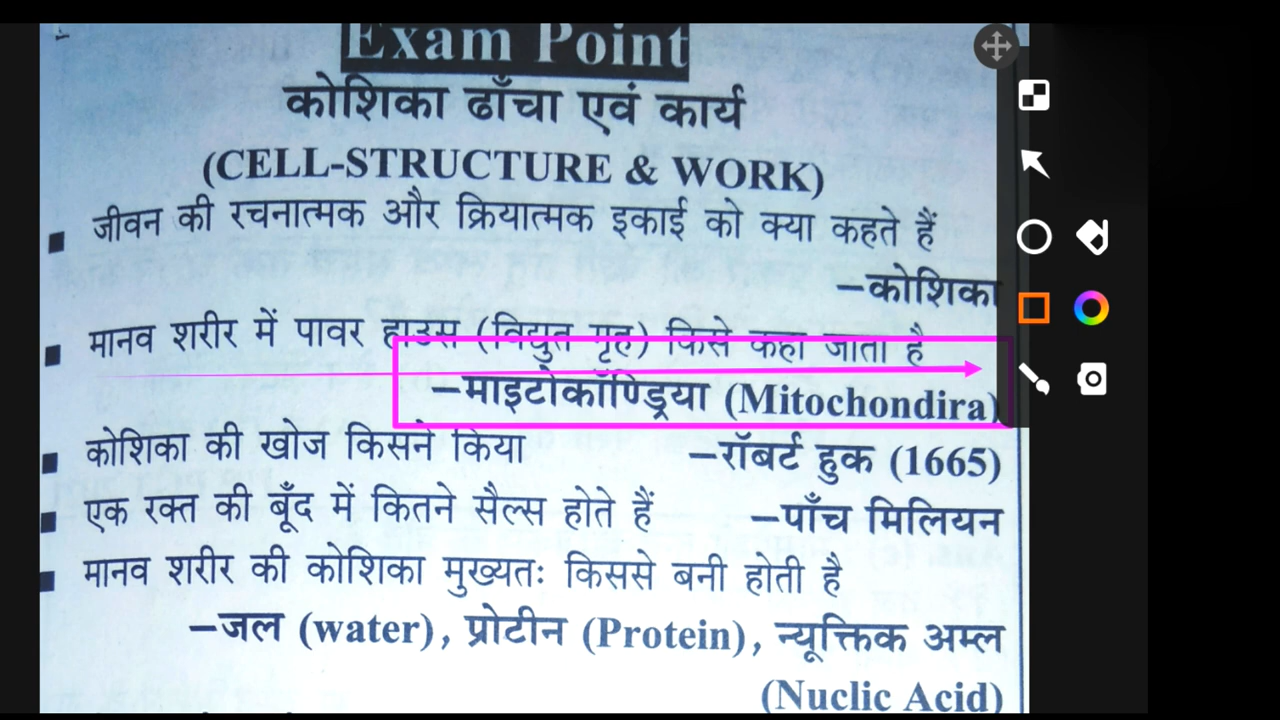 Exam Point
कोशिका ढाँचा एवं कार्य
(CELL-STRUCTURE & WORK)
जीवन की रचनात्मक और क्रियात्मक इकाई को क्या कहते हैं
–कोशिका
मानव शरीर में पावर हाउस (विद्युत गृह) किसे कहा जाता है
–माइटोकॉण्ड्रिया (Mitochondira)
कोशिका की खोज किसने किया –रॉबर्ट हुक (1665)
एक रक्त की बूँद में कितने सैल्स होते हैं –पाँच मिलियन
मानव शरीर की कोशिका मुख्यतः किससे बनी होती है
–जल (water), प्रोटीन (Protein), न्यूक्तिक अम्ल
(Nuclic Acid)